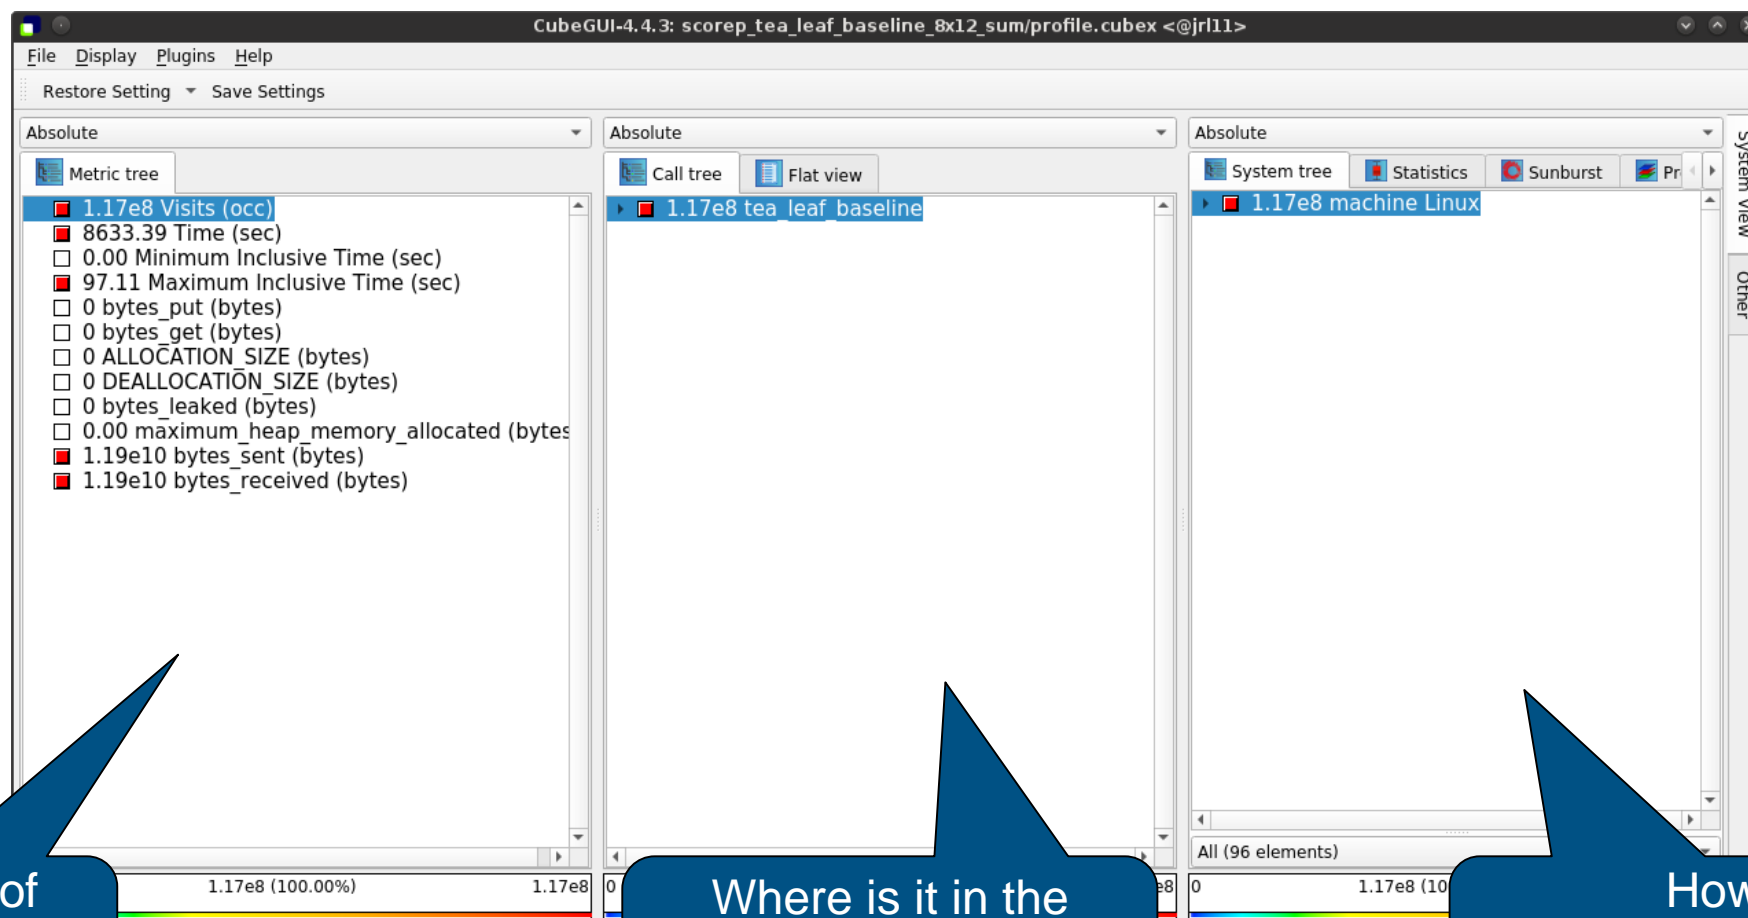 CubeGUI-4.4.3: scorep_tea_leaf_baseline_8x12_sum/profile.cubex <@jrl11>
File Display Plugins Help
Restore Setting Save Settings
Absolute
Metric tree
1.17e8 Visits (occ)
8633.39 Time (sec)
0.00 Minimum Inclusive Time (sec)
97.11 Maximum Inclusive Time (sec)
0 bytes_put (bytes)
0 bytes_get (bytes)
0 ALLOCATION_SIZE (bytes)
0 DEALLOCATION_SIZE (bytes)
0 bytes_leaked (bytes)
0.00 maximum_heap_memory_allocated (bytes
1.19e10 bytes_sent (bytes)
1.19e10 bytes_received (bytes)
1.17e8 (100.00%) 1.17e8
of
Absolute
Call tree Flat view
1.17e8 tea_leaf_baseline
0 e8
Where is it in the
Absolute
System tree Statistics Sunburst Pr
1.17e8 machine Linux
All (96 elements)
0 1.17e8 (10
How
System View
Other